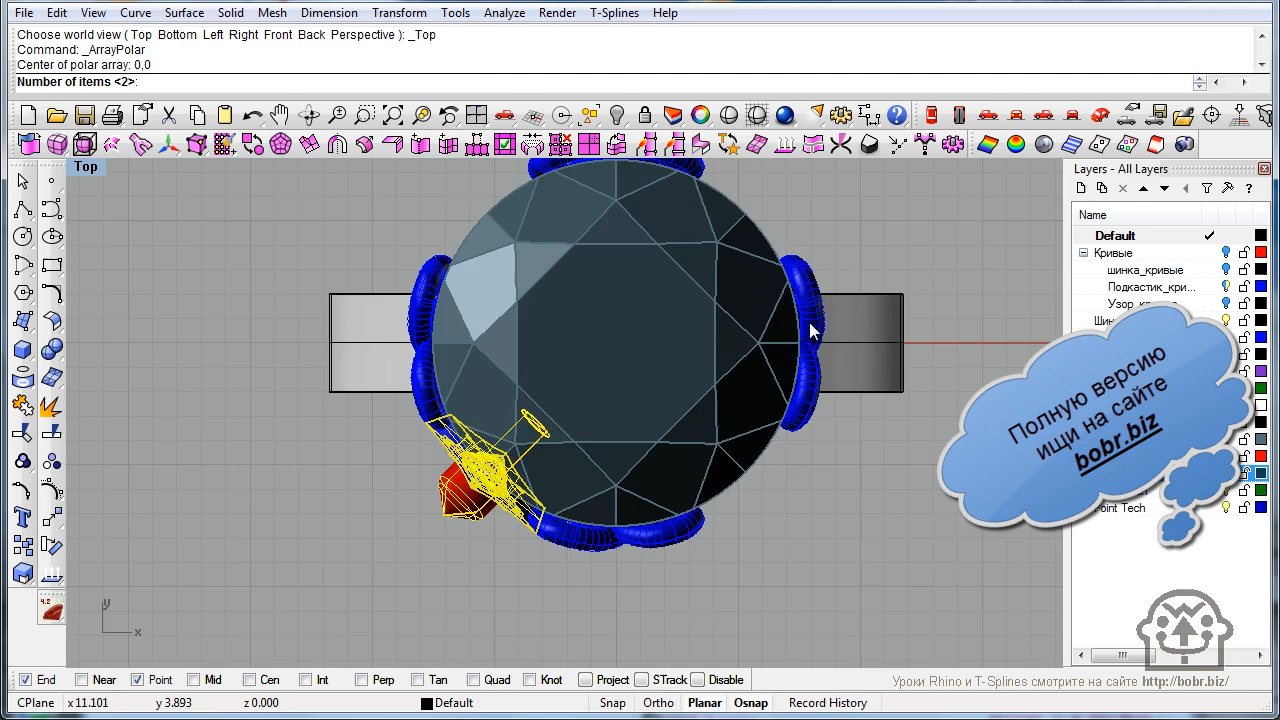 File Edit View Curve Surface Solid Mesh Dimension Transform Tools Analyze Render T-Splines Help
Choose world view ( Top Bottom Left Right Front Back Perspective ): _Top
Command: _ArrayPolar
Center of polar array: 0,0
Number of items <2>:
Top
Layers - All Layers
Name
Default
Кривые
шинка_кривые
Подкастик_кри...
Узор_
Полную версию
ищи на сайте
bobr.biz
Point Tech
y
x
4.2
End Near Point Mid Cen Int Perp Tan Quad Knot Project STrack Disable
Уроки Rhino и T-Splines смотрите на сайте http://bobr.biz/
CPlane x 11.101 y 3.893 z 0.000 Default Snap Ortho Planar Osnap Record History